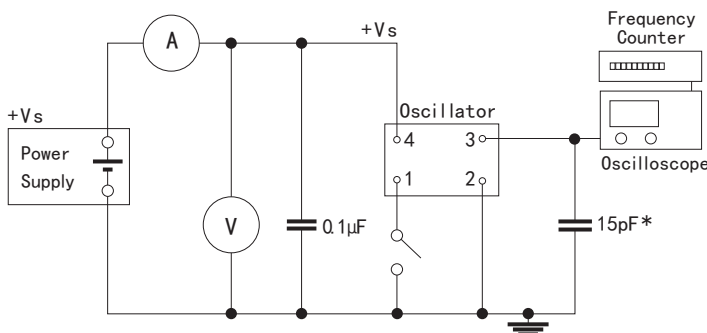 Frequency
Counter
A
+Vs
Oscillator
+Vs
Power
Supply
4 3
1 2
Oscilloscope
V
0.1μF
15pF*